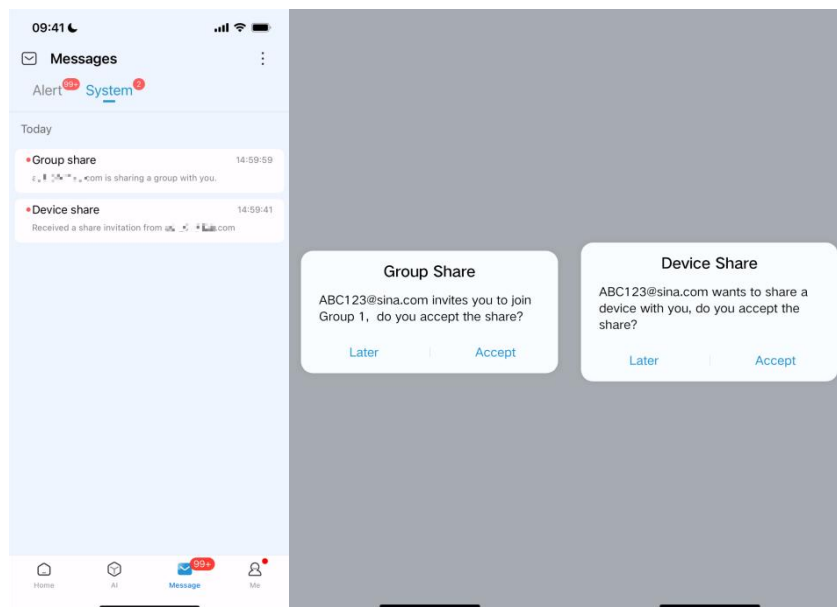 09:41
Messages
Alert 99+ System 2
Today
Group share 14:59:59
.com is sharing a group with you.
Device share 14:59:41
Received a share invitation from .com
Home AI Message 99+ Me
Group Share
ABC123@sina.com invites you to join
Group 1, do you accept the share?
Later Accept
Device Share
ABC123@sina.com wants to share a
device with you, do you accept the
share?
Later Accept